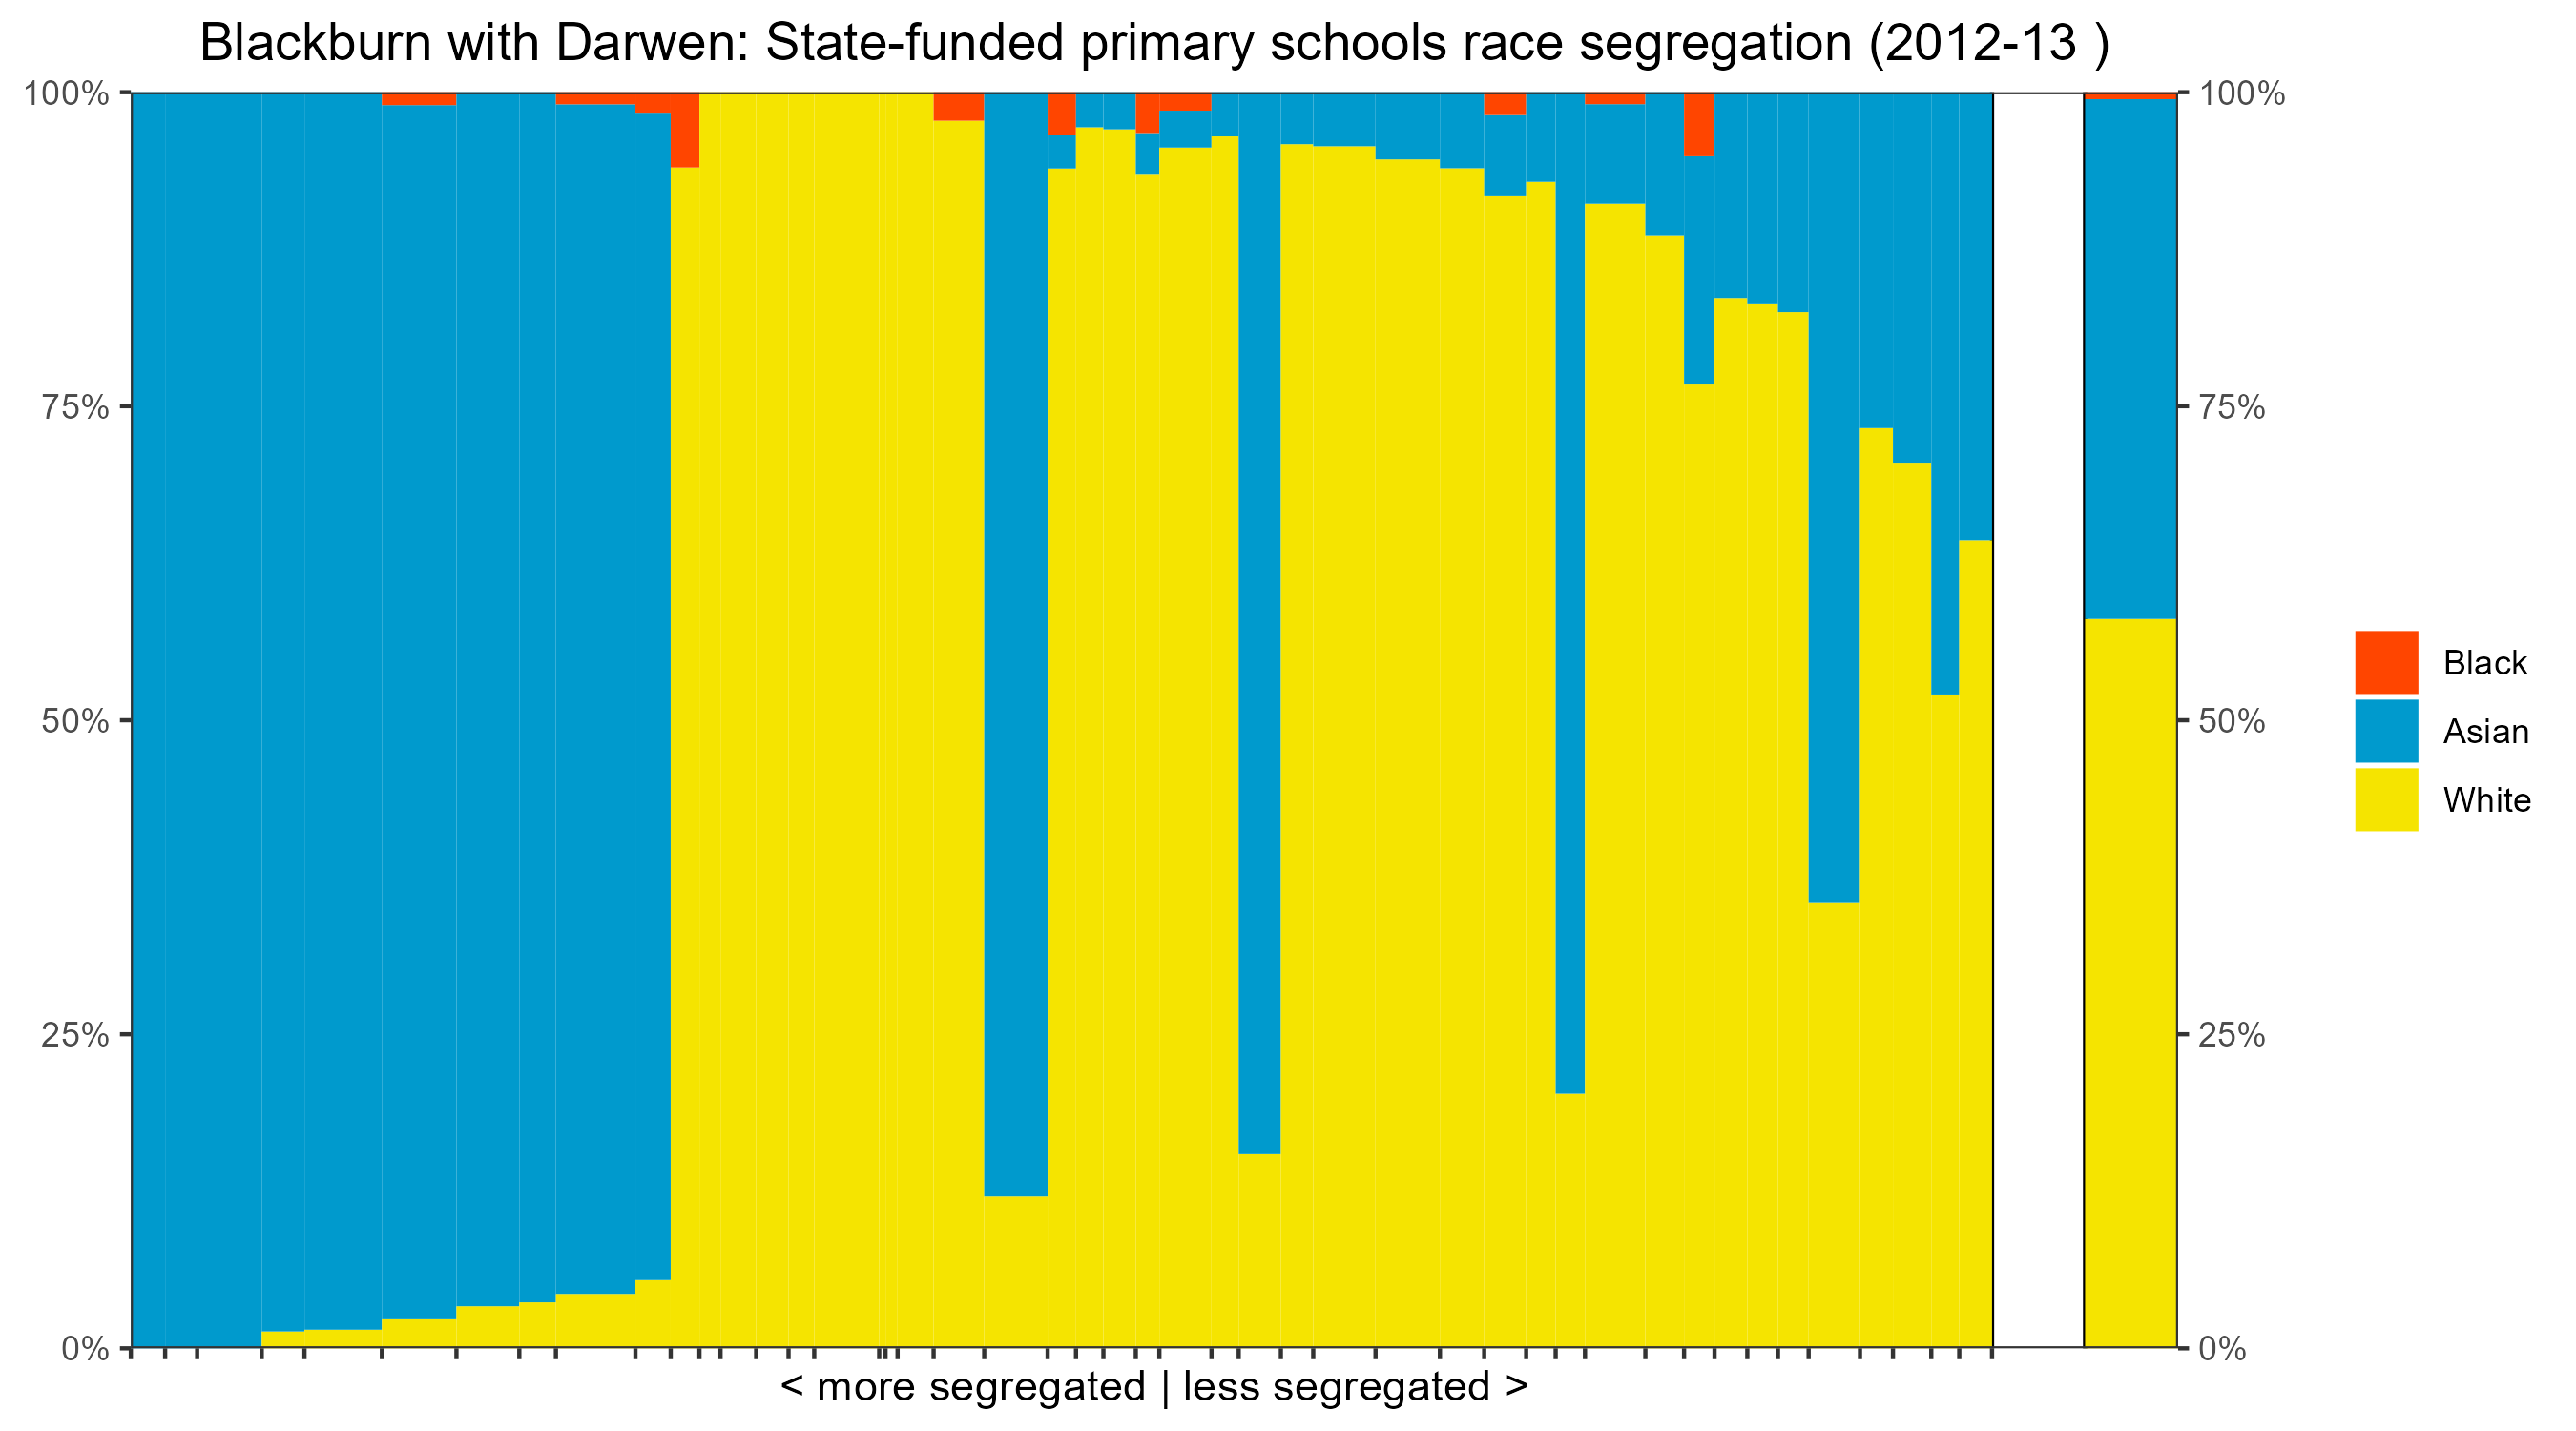 Blackburn with Darwen: State-funded primary schools race segregation (2012-13 )
100%
75%
50%
25%
0%
100%
75%
50%
25%
0%
Black
Asian
White
< more segregated | less segregated >